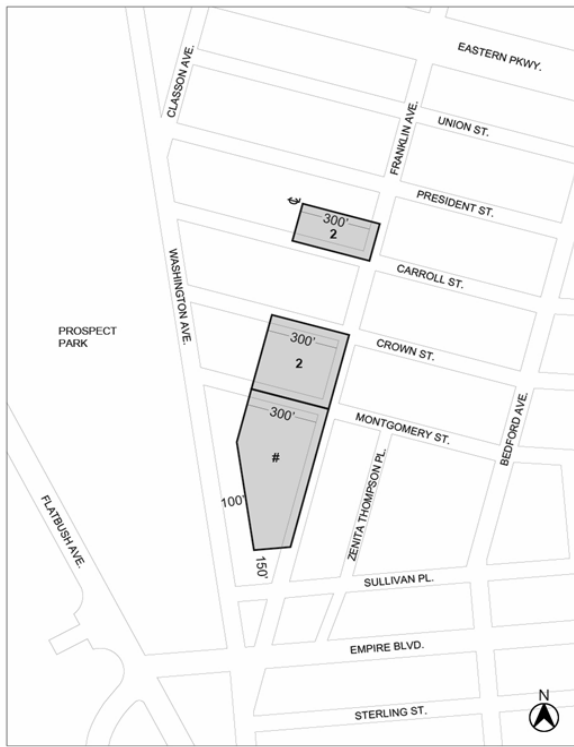 EASTERN PKWY.
CLASSON AVE.
UNION ST.
FRANKLIN AVE.
PRESIDENT ST.
300'
2
CARROLL ST.
WASHINGTON AVE.
PROSPECT
PARK
300'
2
CROWN ST.
300'
#
MONTGOMERY ST.
BEDFORD AVE.
ZENITA THOMPSON PL.
100'
FLATBUSH AVE.
150'
SULLIVAN PL.
EMPIRE BLVD.
STERLING ST.
N